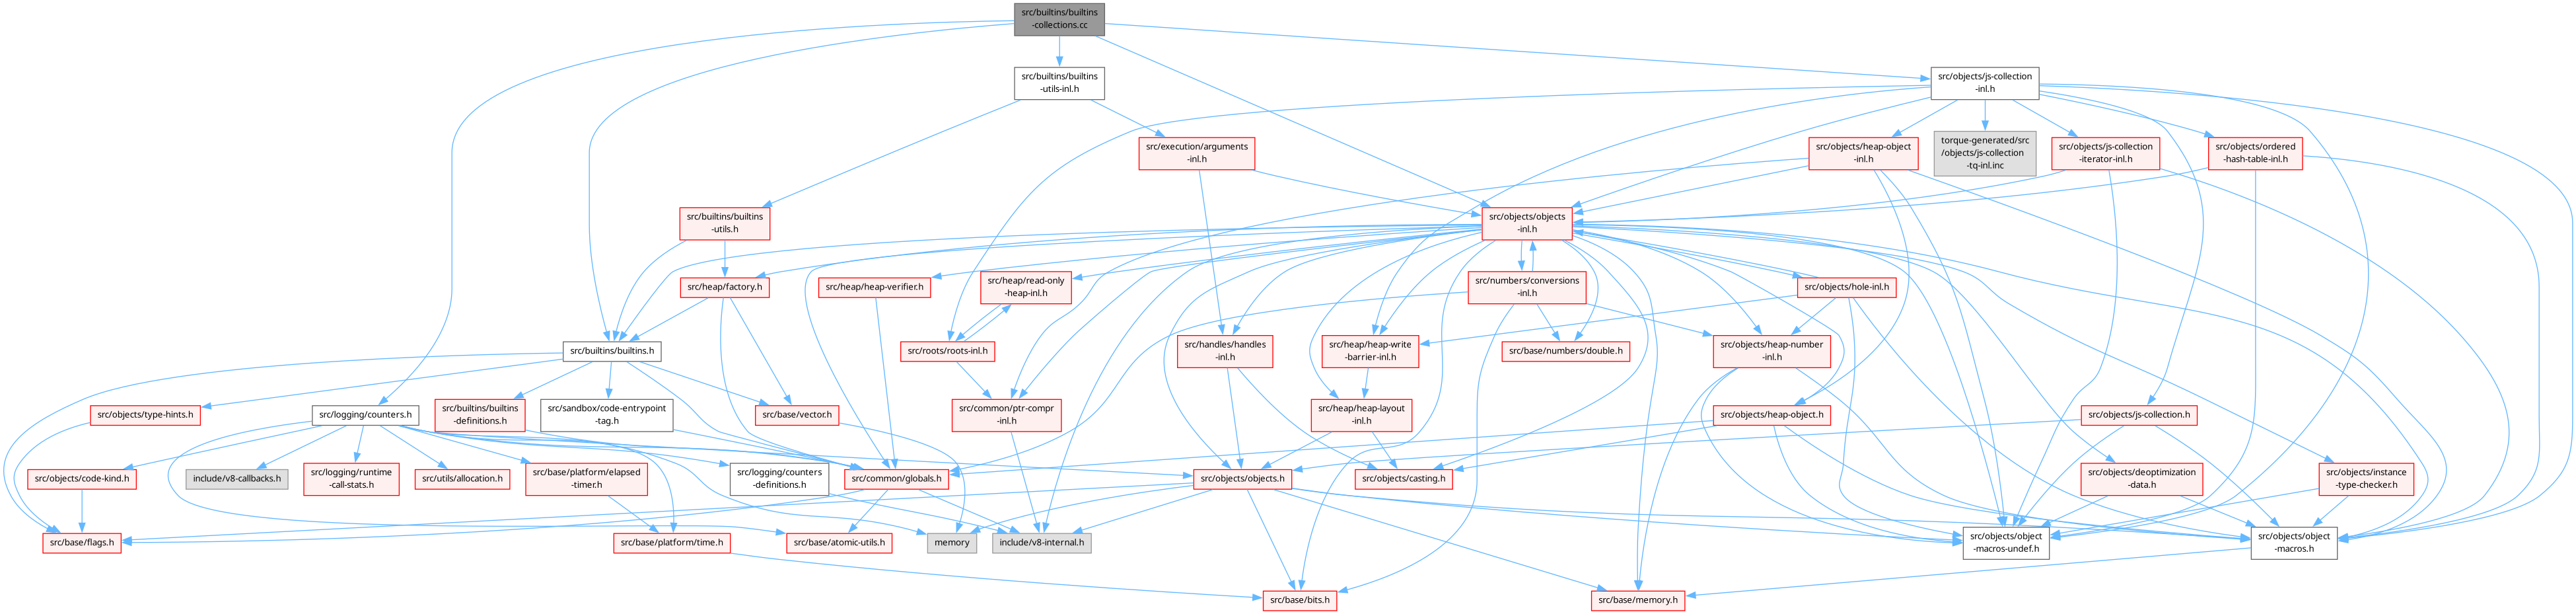 src/builtins/builtins
-collections.cc
src/builtins/builtins
-utils-inl.h
src/objects/js-collection
-inl.h
src/execution/arguments
-inl.h
src/objects/heap-object
-inl.h
torque-generated/src
/objects/js-collection
-tq-inl.inc
src/objects/js-collection
-iterator-inl.h
src/objects/ordered
-hash-table-inl.h
src/builtins/builtins
-utils.h
src/objects/objects
-inl.h
src/heap/factory.h
src/heap/heap-verifier.h
src/heap/read-only
-heap-inl.h
src/numbers/conversions
-inl.h
src/objects/hole-inl.h
src/builtins/builtins.h
src/roots/roots-inl.h
src/handles/handles
-inl.h
src/heap/heap-write
-barrier-inl.h
src/base/numbers/double.h
src/objects/heap-number
-inl.h
src/objects/type-hints.h
src/logging/counters.h
src/builtins/builtins
-definitions.h
src/sandbox/code-entrypoint
-tag.h
src/base/vector.h
src/common/ptr-compr
-inl.h
src/heap/heap-layout
-inl.h
src/objects/heap-object.h
src/objects/js-collection.h
src/objects/code-kind.h
include/v8-callbacks.h
src/logging/runtime
-call-stats.h
src/utils/allocation.h
src/base/platform/elapsed
-timer.h
src/logging/counters
-definitions.h
src/common/globals.h
src/objects/objects.h
src/objects/casting.h
src/objects/deoptimization
-data.h
src/objects/instance
-type-checker.h
src/base/flags.h
src/base/platform/time.h
src/base/atomic-utils.h
memory
include/v8-internal.h
src/objects/object
-macros-undef.h
src/objects/object
-macros.h
src/base/bits.h
src/base/memory.h